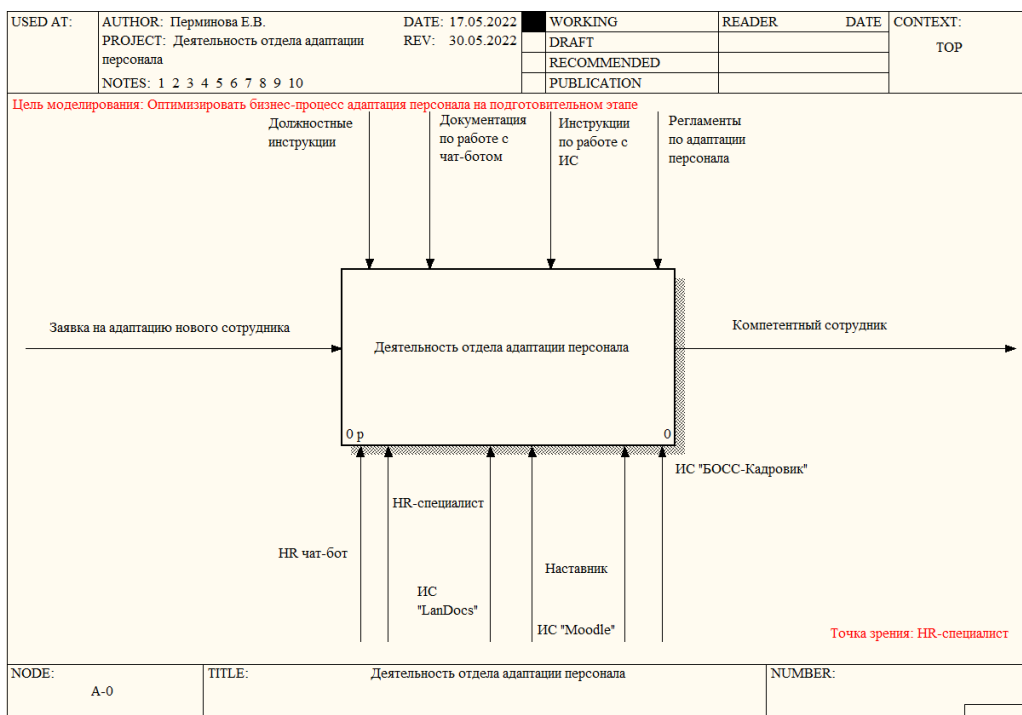 USED AT:
AUTHOR: Перминова Е.В.
DATE: 17.05.2022
WORKING
READER
DATE
CONTEXT:
PROJECT: Деятельность отдела адаптации
персонала
REV: 30.05.2022
DRAFT
TOP
RECOMMENDED
NOTES: 1 2 3 4 5 6 7 8 9 10
PUBLICATION
Цель моделирования: Оптимизировать бизнес-процесс адаптация персонала на подготовительном этапе
Должностные
инструкции
Документация
по работе с
чат-ботом
Инструкции
по работе с
ИС
Регламенты
по адаптации
персонала
Заявка на адаптацию нового сотрудника
Деятельность отдела адаптации персонала
Компетентный сотрудник
0 р
0
ИС "БОСС-Кадровик"
HR-специалист
HR чат-бот
Наставник
ИС
"LanDocs"
ИС "Moodle"
Точка зрения: HR-специалист
NODE:
A-0
TITLE:
Деятельность отдела адаптации персонала
NUMBER: